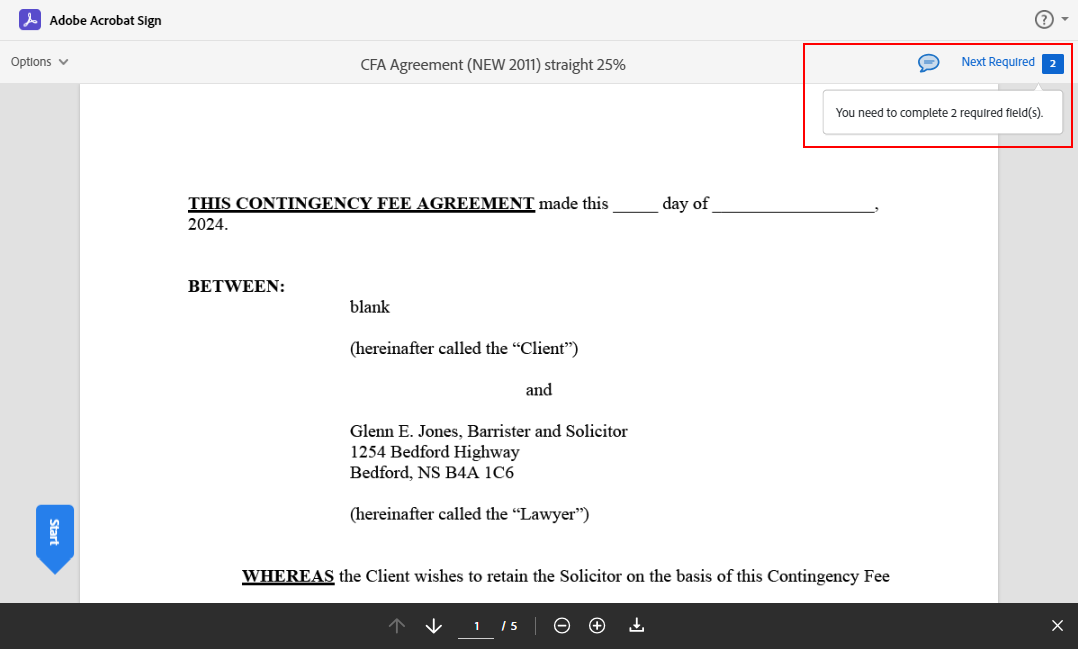 Adobe Acrobat Sign
?
Options
CFA Agreement (NEW 2011) straight 25%
Next Required 2
You need to complete 2 required field(s).
THIS CONTINGENCY FEE AGREEMENT made this _____ day of __________________,
2024.
BETWEEN:
blank
(hereinafter called the “Client”)
and
Glenn E. Jones, Barrister and Solicitor
1254 Bedford Highway
Bedford, NS B4A 1C6
(hereinafter called the “Lawyer”)
Start
WHEREAS the Client wishes to retain the Solicitor on the basis of this Contingency Fee
1 / 5